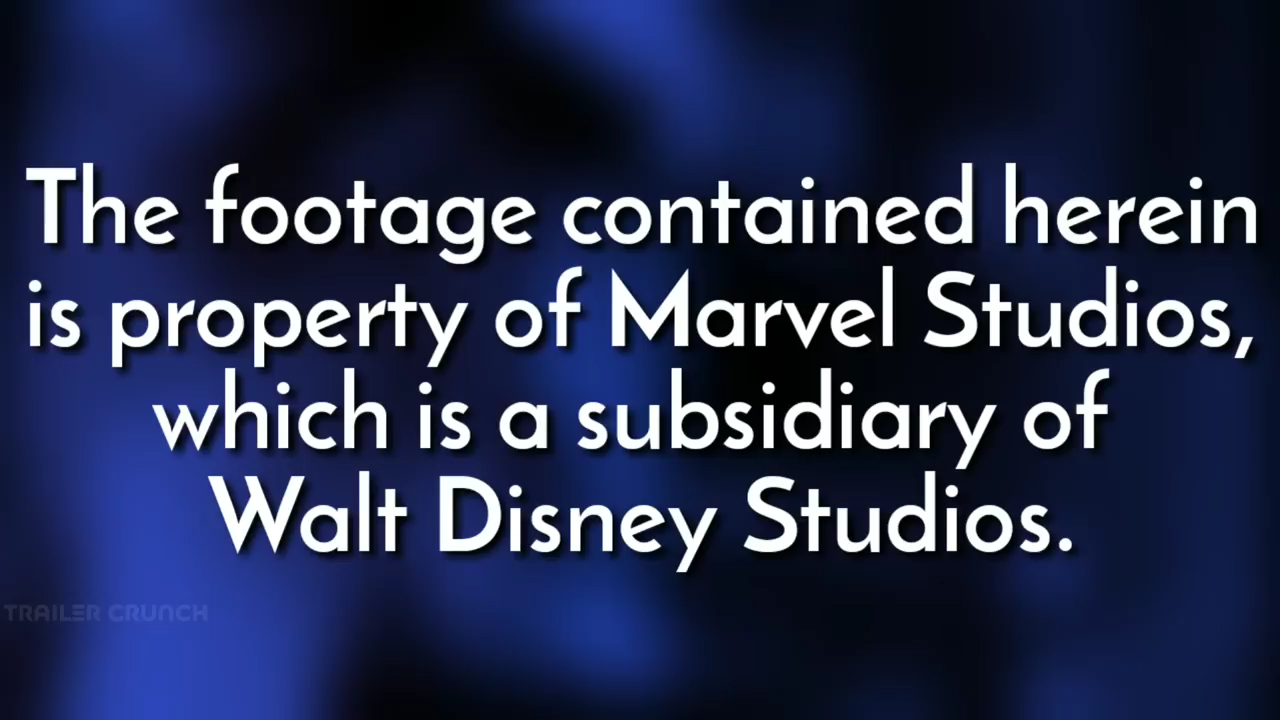 The footage contained herein
is property of Marvel Studios,
which is a subsidiary of
Walt Disney Studios.
TRAILER CRUNCH